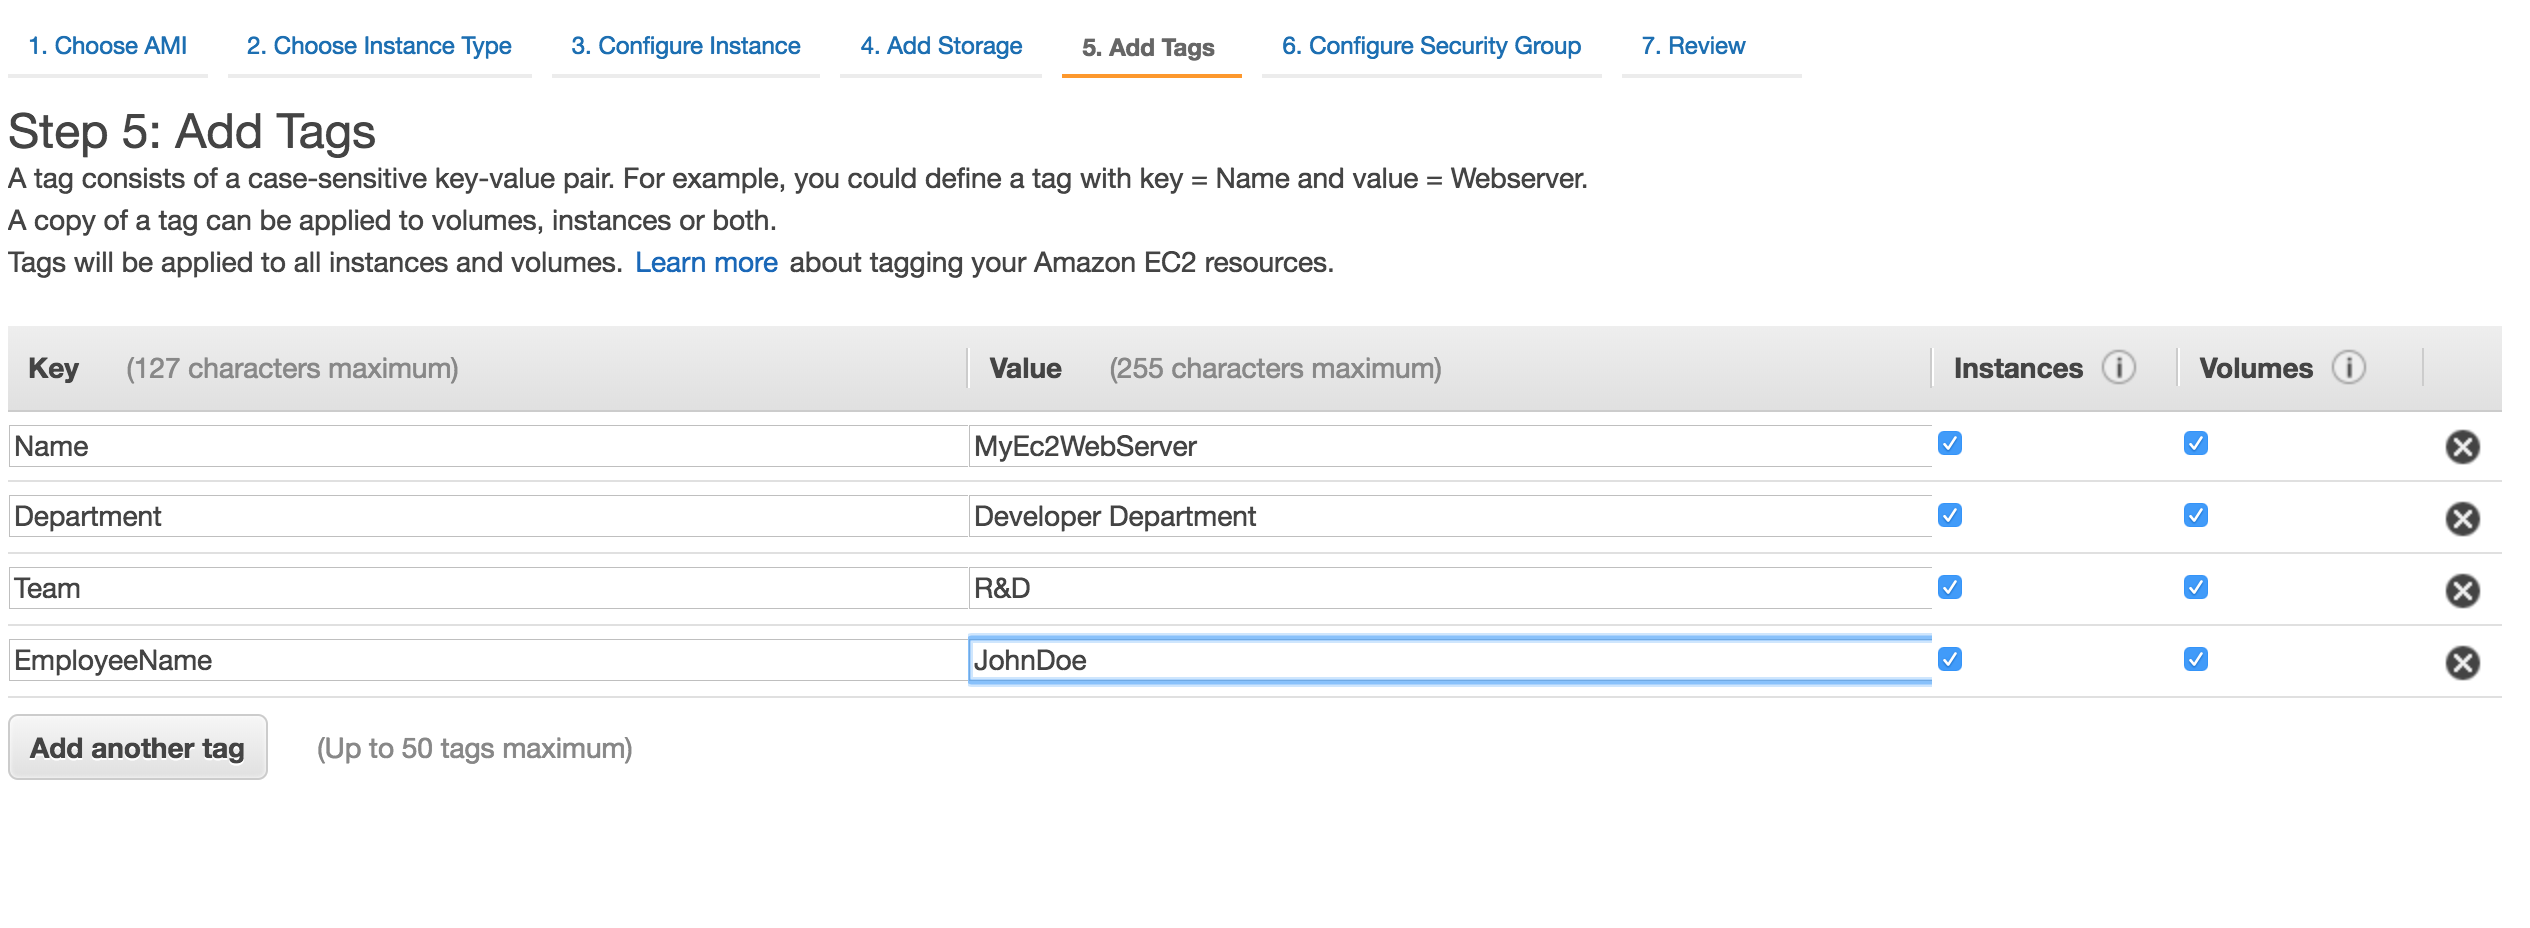 1. Choose AMI 2. Choose Instance Type 3. Configure Instance 4. Add Storage 5. Add Tags 6. Configure Security Group 7. Review
Step 5: Add Tags
A tag consists of a case-sensitive key-value pair. For example, you could define a tag with key = Name and value = Webserver.
A copy of a tag can be applied to volumes, instances or both.
Tags will be applied to all instances and volumes. Learn more about tagging your Amazon EC2 resources.
Key (127 characters maximum) Value (255 characters maximum) Instances i Volumes i
Name MyEc2WebServer
Department Developer Department
Team R&D
EmployeeName JohnDoe
Add another tag (Up to 50 tags maximum)